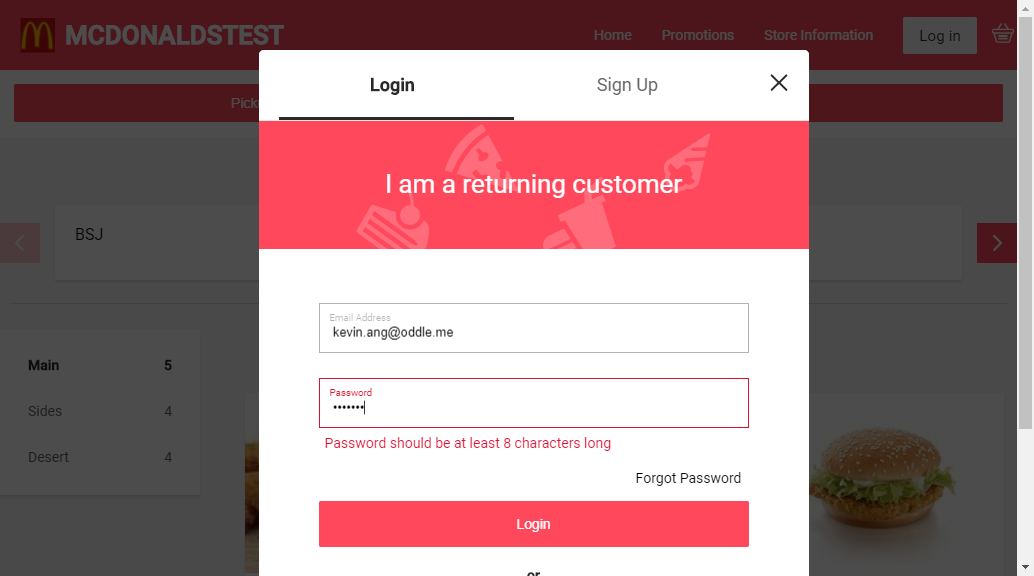 MCDONALDSTEST
Home Promotions Store Information Log in
Login Sign Up
I am a returning customer
BSJ
Email Address
kevin.ang@oddle.me
Main 5
Password
•••••••
Sides 4
Password should be at least 8 characters long
Desert 4
Forgot Password
Login
or